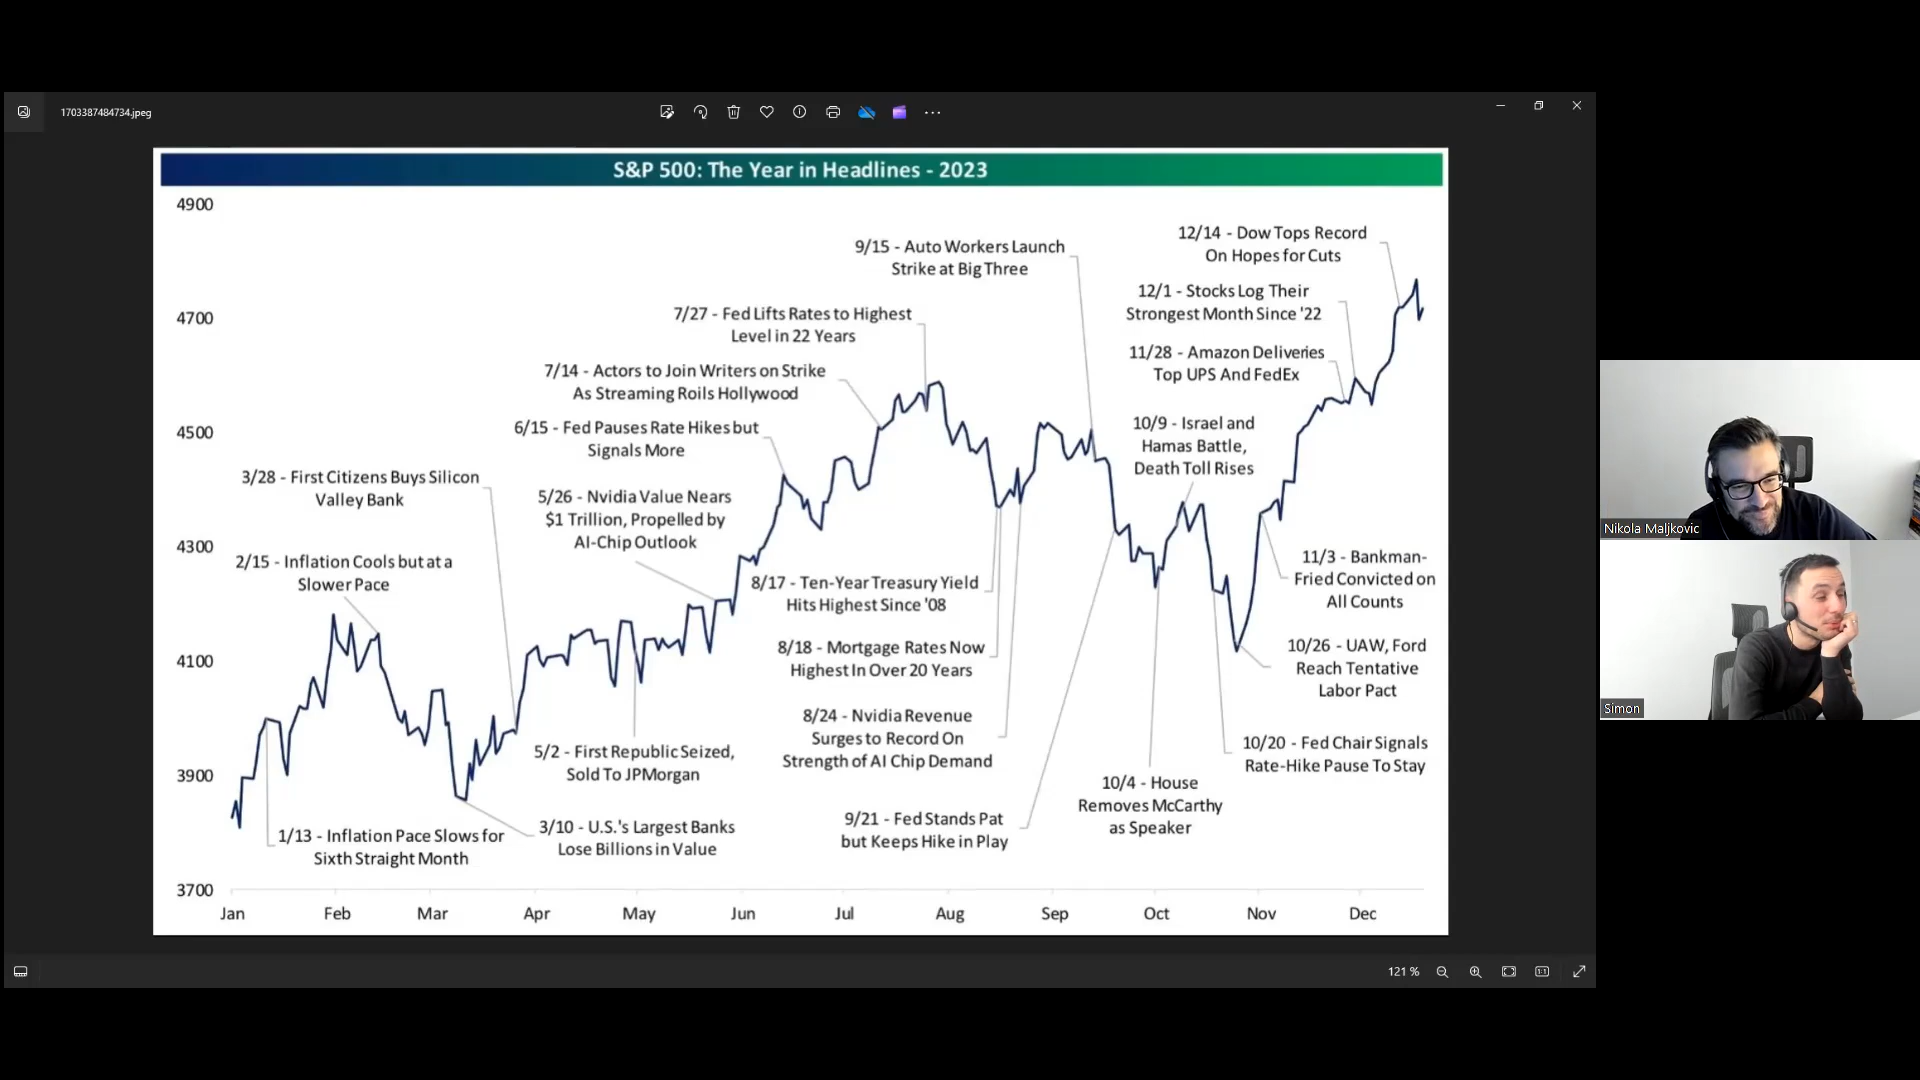 1703387484734.jpeg
S&P 500: The Year in Headlines - 2023
4900
4700
4500
4300
4100
3900
3700
Jan
Feb
Mar
Apr
May
Jun
Jul
Aug
Sep
Oct
Nov
Dec
1/13 - Inflation Pace Slows for
Sixth Straight Month
2/15 - Inflation Cools but at a
Slower Pace
3/10 - U.S.'s Largest Banks
Lose Billions in Value
3/28 - First Citizens Buys Silicon
Valley Bank
5/2 - First Republic Seized,
Sold To JPMorgan
5/26 - Nvidia Value Nears
$1 Trillion, Propelled by
AI-Chip Outlook
6/15 - Fed Pauses Rate Hikes but
Signals More
7/14 - Actors to Join Writers on Strike
As Streaming Roils Hollywood
7/27 - Fed Lifts Rates to Highest
Level in 22 Years
8/17 - Ten-Year Treasury Yield
Hits Highest Since '08
8/18 - Mortgage Rates Now
Highest In Over 20 Years
8/24 - Nvidia Revenue
Surges to Record On
Strength of AI Chip Demand
9/15 - Auto Workers Launch
Strike at Big Three
9/21 - Fed Stands Pat
but Keeps Hike in Play
10/4 - House
Removes McCarthy
as Speaker
10/9 - Israel and
Hamas Battle,
Death Toll Rises
10/20 - Fed Chair Signals
Rate-Hike Pause To Stay
10/26 - UAW, Ford
Reach Tentative
Labor Pact
11/3 - Bankman-
Fried Convicted on
All Counts
11/28 - Amazon Deliveries
Top UPS And FedEx
12/1 - Stocks Log Their
Strongest Month Since '22
12/14 - Dow Tops Record
On Hopes for Cuts
121 %
1:1
Nikola Maljkovic
Simon